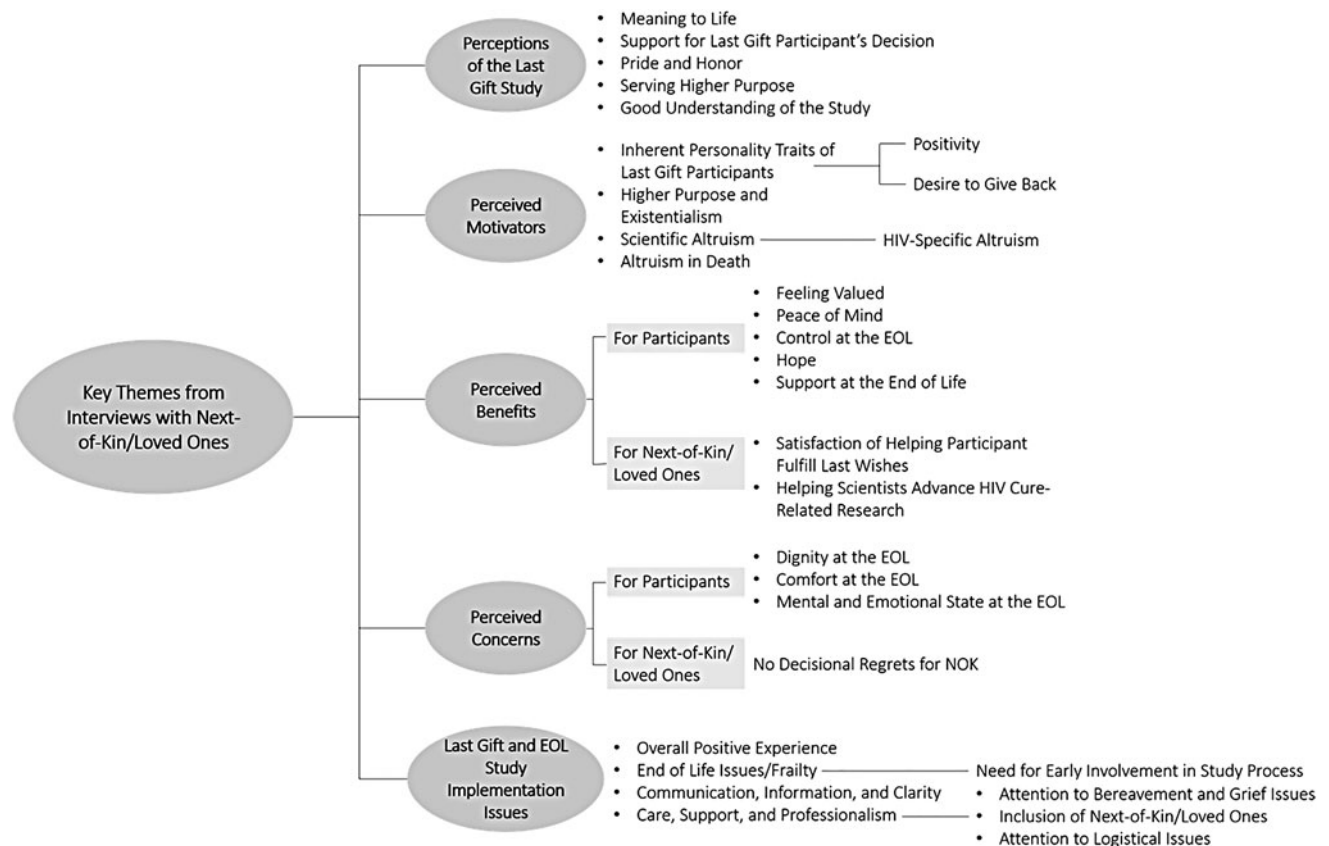 Key Themes from
Interviews with Next-
of-Kin/Loved Ones
Perceptions
of the Last
Gift Study
• Meaning to Life
• Support for Last Gift Participant's Decision
• Pride and Honor
• Serving Higher Purpose
• Good Understanding of the Study
Perceived
Motivators
• Inherent Personality Traits of
Last Gift Participants
Positivity
Desire to Give Back
• Higher Purpose and
Existentialism
• Scientific Altruism
HIV-Specific Altruism
• Altruism in Death
Perceived
Benefits
For Participants
• Feeling Valued
• Peace of Mind
• Control at the EOL
• Hope
• Support at the End of Life
For Next-of-Kin/
Loved Ones
• Satisfaction of Helping Participant
Fulfill Last Wishes
• Helping Scientists Advance HIV Cure-
Related Research
Perceived
Concerns
For Participants
• Dignity at the EOL
• Comfort at the EOL
• Mental and Emotional State at the EOL
For Next-of-Kin/
Loved Ones
No Decisional Regrets for NOK
Last Gift and EOL
Study
Implementation
Issues
• Overall Positive Experience
• End of Life Issues/Frailty
Need for Early Involvement in Study Process
• Communication, Information, and Clarity
• Care, Support, and Professionalism
• Attention to Bereavement and Grief Issues
• Inclusion of Next-of-Kin/Loved Ones
• Attention to Logistical Issues